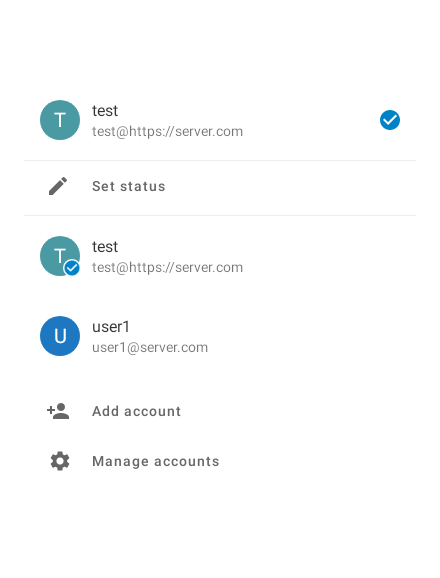 T
test
test@https://server.com
Set status
T
test
test@https://server.com
U
user1
user1@server.com
Add account
Manage accounts